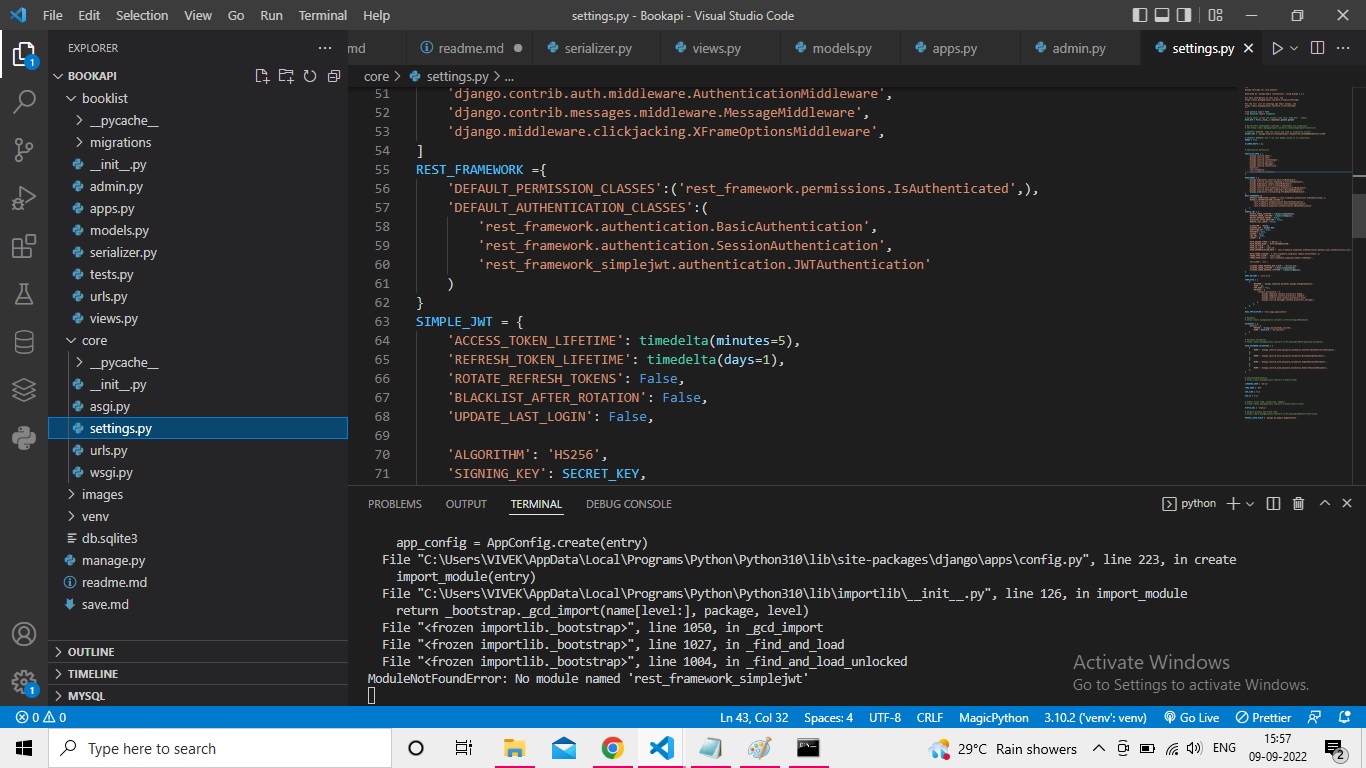 File Edit Selection View Go Run Terminal Help
settings.py - Bookapi - Visual Studio Code
EXPLORER
md
readme.md
serializer.py
views.py
models.py
apps.py
admin.py
settings.py
core > settings.py > ...
BOOKAPI
booklist
__pycache__
migrations
__init__.py
admin.py
apps.py
models.py
serializer.py
tests.py
urls.py
views.py
core
__pycache__
__init__.py
asgi.py
settings.py
urls.py
wsgi.py
images
venv
db.sqlite3
manage.py
readme.md
save.md
OUTLINE
TIMELINE
MYSQL
1
1
51 'django.contrib.auth.middleware.AuthenticationMiddleware',
52 'django.contrib.messages.middleware.MessageMiddleware',
53 'django.middleware.clickjacking.XFrameOptionsMiddleware',
54 ]
55 REST_FRAMEWORK ={
56 'DEFAULT_PERMISSION_CLASSES':('rest_framework.permissions.IsAuthenticated',),
57 'DEFAULT_AUTHENTICATION_CLASSES':(
58 'rest_framework.authentication.BasicAuthentication',
59 'rest_framework.authentication.SessionAuthentication',
60 'rest_framework_simplejwt.authentication.JWTAuthentication'
61 )
62 }
63 SIMPLE_JWT = {
64 'ACCESS_TOKEN_LIFETIME': timedelta(minutes=5),
65 'REFRESH_TOKEN_LIFETIME': timedelta(days=1),
66 'ROTATE_REFRESH_TOKENS': False,
67 'BLACKLIST_AFTER_ROTATION': False,
68 'UPDATE_LAST_LOGIN': False,
69
70 'ALGORITHM': 'HS256',
71 'SIGNING_KEY': SECRET_KEY,
PROBLEMS OUTPUT TERMINAL DEBUG CONSOLE
python
app_config = AppConfig.create(entry)
File "C:\Users\VIVEK\AppData\Local\Programs\Python\Python310\lib\site-packages\django\apps\config.py", line 223, in create
import_module(entry)
File "C:\Users\VIVEK\AppData\Local\Programs\Python\Python310\lib\importlib\__init__.py", line 126, in import_module
return _bootstrap._gcd_import(name[level:], package, level)
File "<frozen importlib._bootstrap>", line 1050, in _gcd_import
File "<frozen importlib._bootstrap>", line 1027, in _find_and_load
File "<frozen importlib._bootstrap>", line 1004, in _find_and_load_unlocked
ModuleNotFoundError: No module named 'rest_framework_simplejwt'
Activate Windows
Go to Settings to activate Windows.
0 0
Ln 43, Col 32 Spaces: 4 UTF-8 CRLF MagicPython 3.10.2 ('venv': venv) Go Live Prettier
Type here to search
29°C Rain showers
ENG
15:57
09-09-2022
2